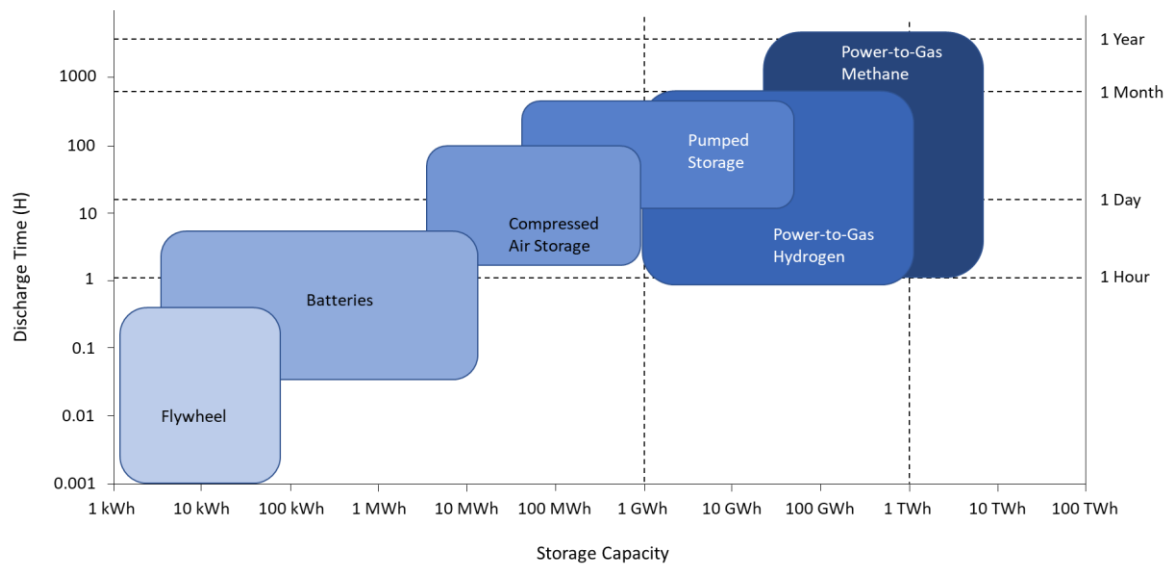 1 Year
Power-to-Gas
Methane
1000
1 Month
100
Pumped
Storage
1 Day
10
Compressed
Air Storage
Power-to-Gas
Hydrogen
1
1 Hour
Batteries
0.1
0.01
Flywheel
0.001
Discharge Time (H)
1 kWh 10 kWh 100 kWh 1 MWh 10 MWh 100 MWh 1 GWh 10 GWh 100 GWh 1 TWh 10 TWh 100 TWh
Storage Capacity